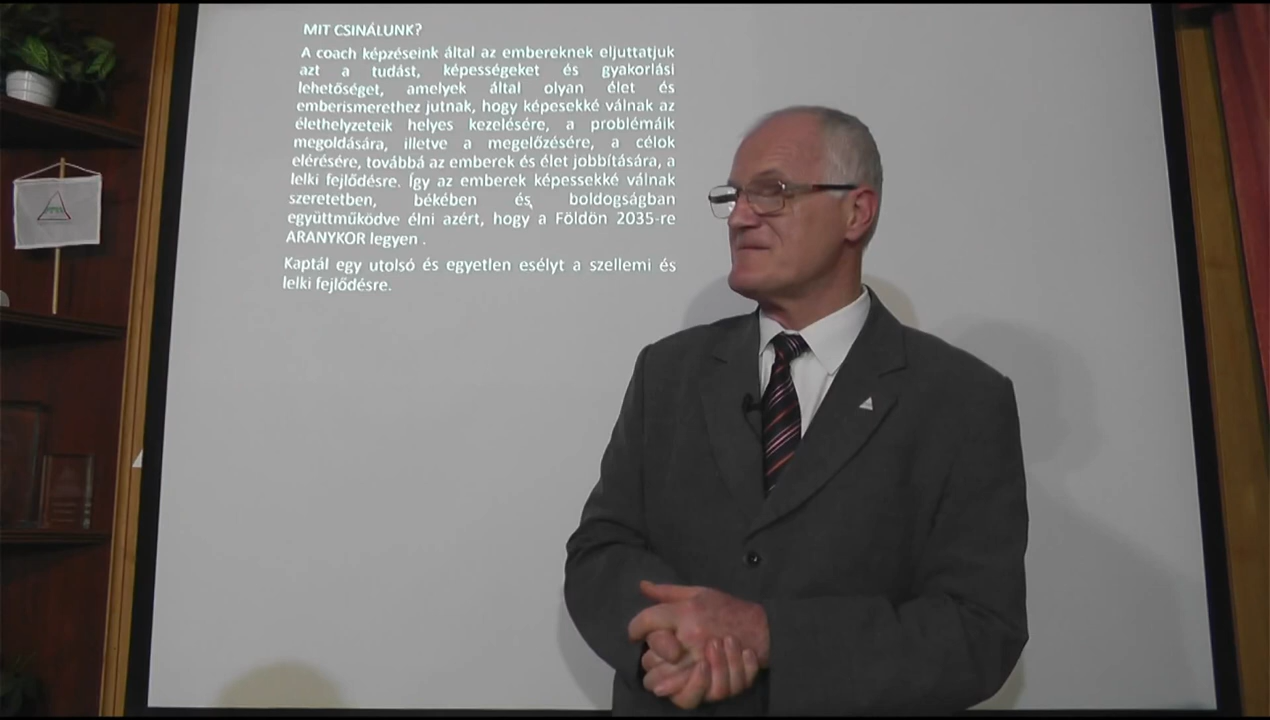 MIT CSINÁLUNK?
A coach képzéseink által az embereknek eljuttatjuk
azt a tudást, képességeket és gyakorlási
lehetőséget, amelyek által olyan élet és
emberismerethez jutnak, hogy képesekké válnak az
élethelyzeteik helyes kezelésére, a problémáik
megoldására, illetve a megelőzésére, a célok
elérésére, továbbá az emberek és élet jobbítására, a
lelki fejlődésre. Így az emberek képessekké válnak
szeretetben, békében és boldogságban
együttműködve élni azért, hogy a Földön 2035-re
ARANYKOR legyen .
Kaptál egy utolsó és egyetlen esélyt a szellemi és
lelki fejlődésre.